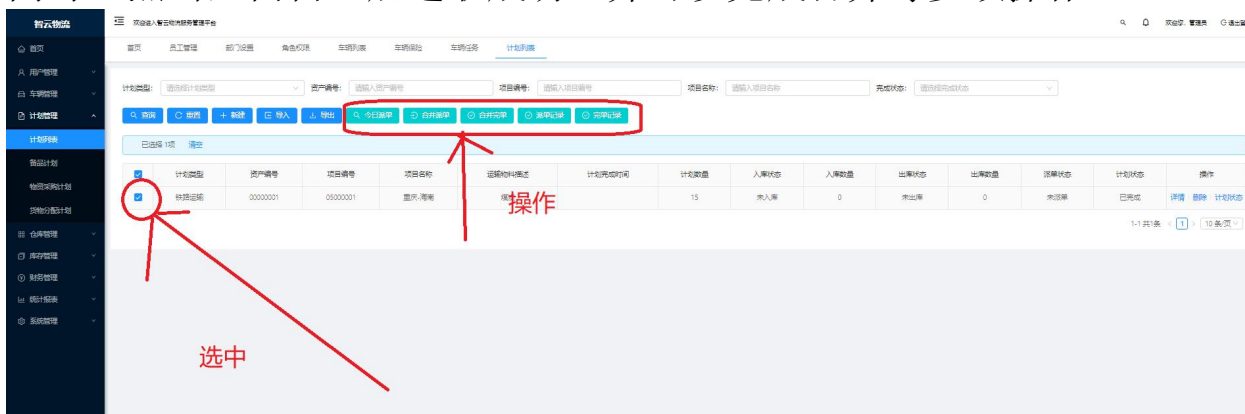 智云物流
欢迎进入智云物流服务管理平台
欢迎您, 管理员
首页 员工管理 部门设置 角色权限 车辆列表 车辆保险 车辆任务 计划列表
首页
用户管理
车辆管理
计划管理
计划列表
物资采购计划
货物分配计划
仓库管理
库存管理
财务管理
统计报表
系统管理
计划类型: 请选择计划类型 资产编号: 请输入资产编号 项目编号: 请输入项目编号 项目名称: 请输入项目名称 完成状态: 请选择完成状态
查询 重置 新建 导入 导出 今日派单 合并派单 合并完单 派单记录 完单记录
已选择 1项 清空
计划类型 资产编号 项目编号 项目名称 运输物料描述 计划完成时间 计划数量 入库状态 入库数量 出库状态 出库数量 派单状态 计划状态 操作
铁路运输 00000001 05000001 重庆-海南 15 未入库 0 未出库 0 未派单 已完成 详情 删除 计划状态
操作
1-1 共1条 < 1 > 10 条/页
选中